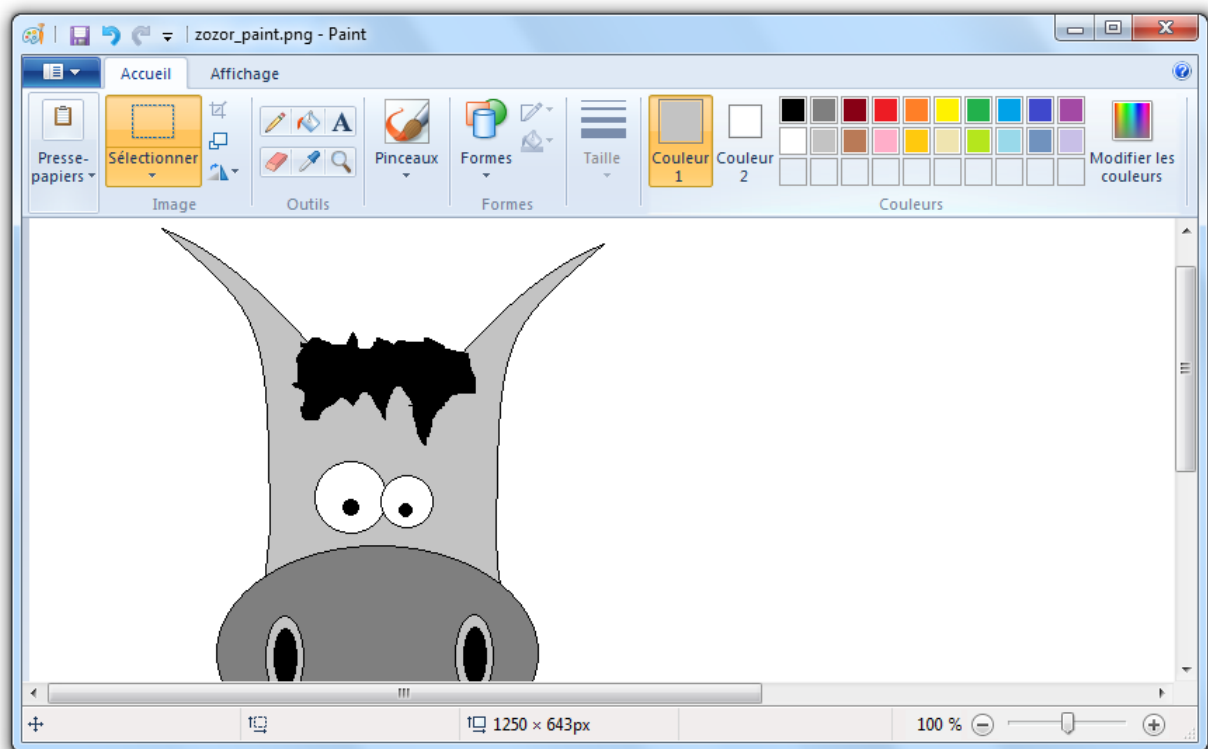 zozor_paint.png - Paint
Accueil Affichage
Presse-
papiers
Sélectionner
Image
A
Outils
Pinceaux
Formes
Formes
Taille
Couleur
1
Couleur
2
Modifier les
couleurs
Couleurs
1250 × 643px
100 %